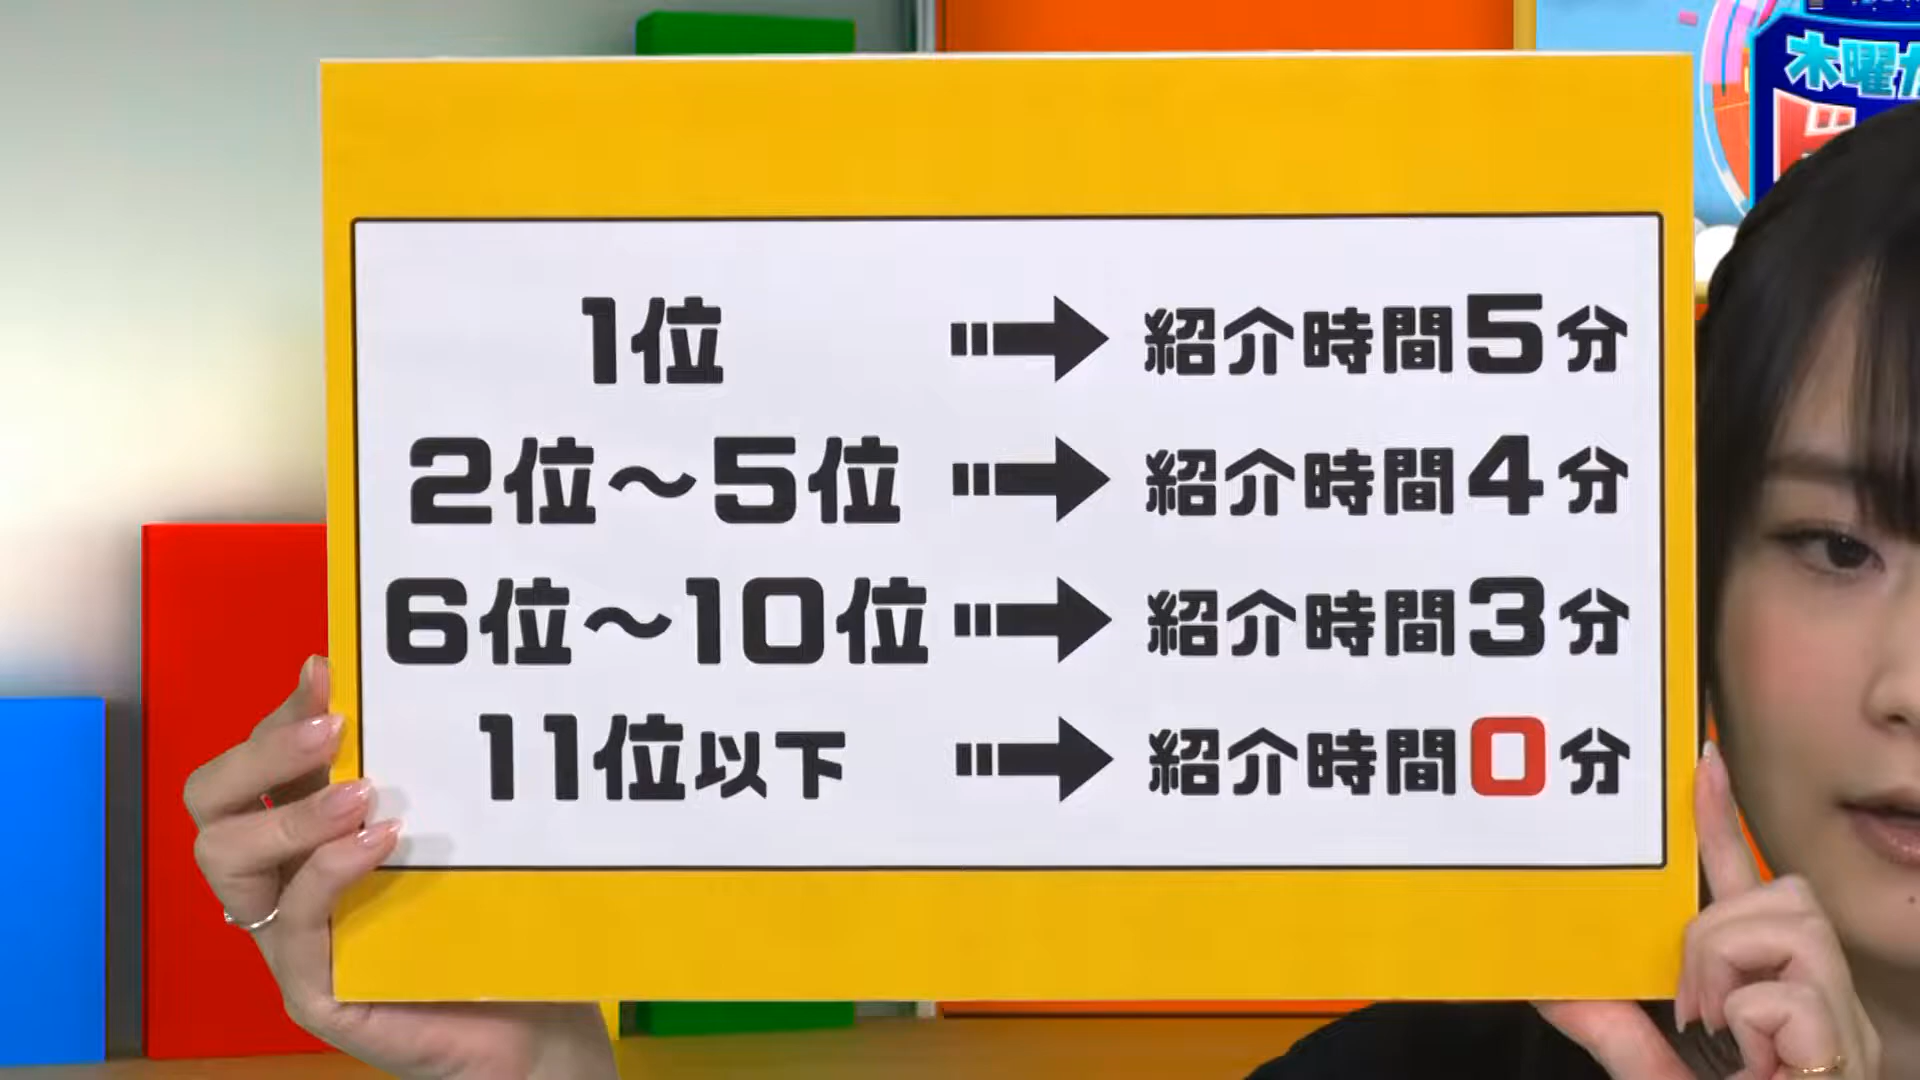 木曜
1位 ➡ 紹介時間5分
2位～5位 ➡ 紹介時間4分
6位～10位 ➡ 紹介時間3分
11位以下 ➡ 紹介時間0分